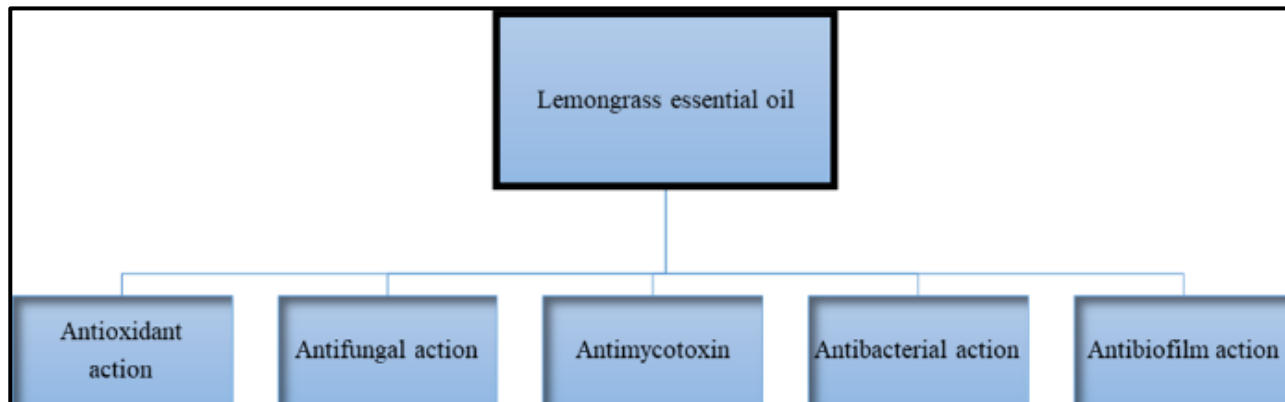 Lemongrass essential oil
Antioxidant
action
Antifungal action
Antimycotoxin
Antibacterial action
Antibiofilm action